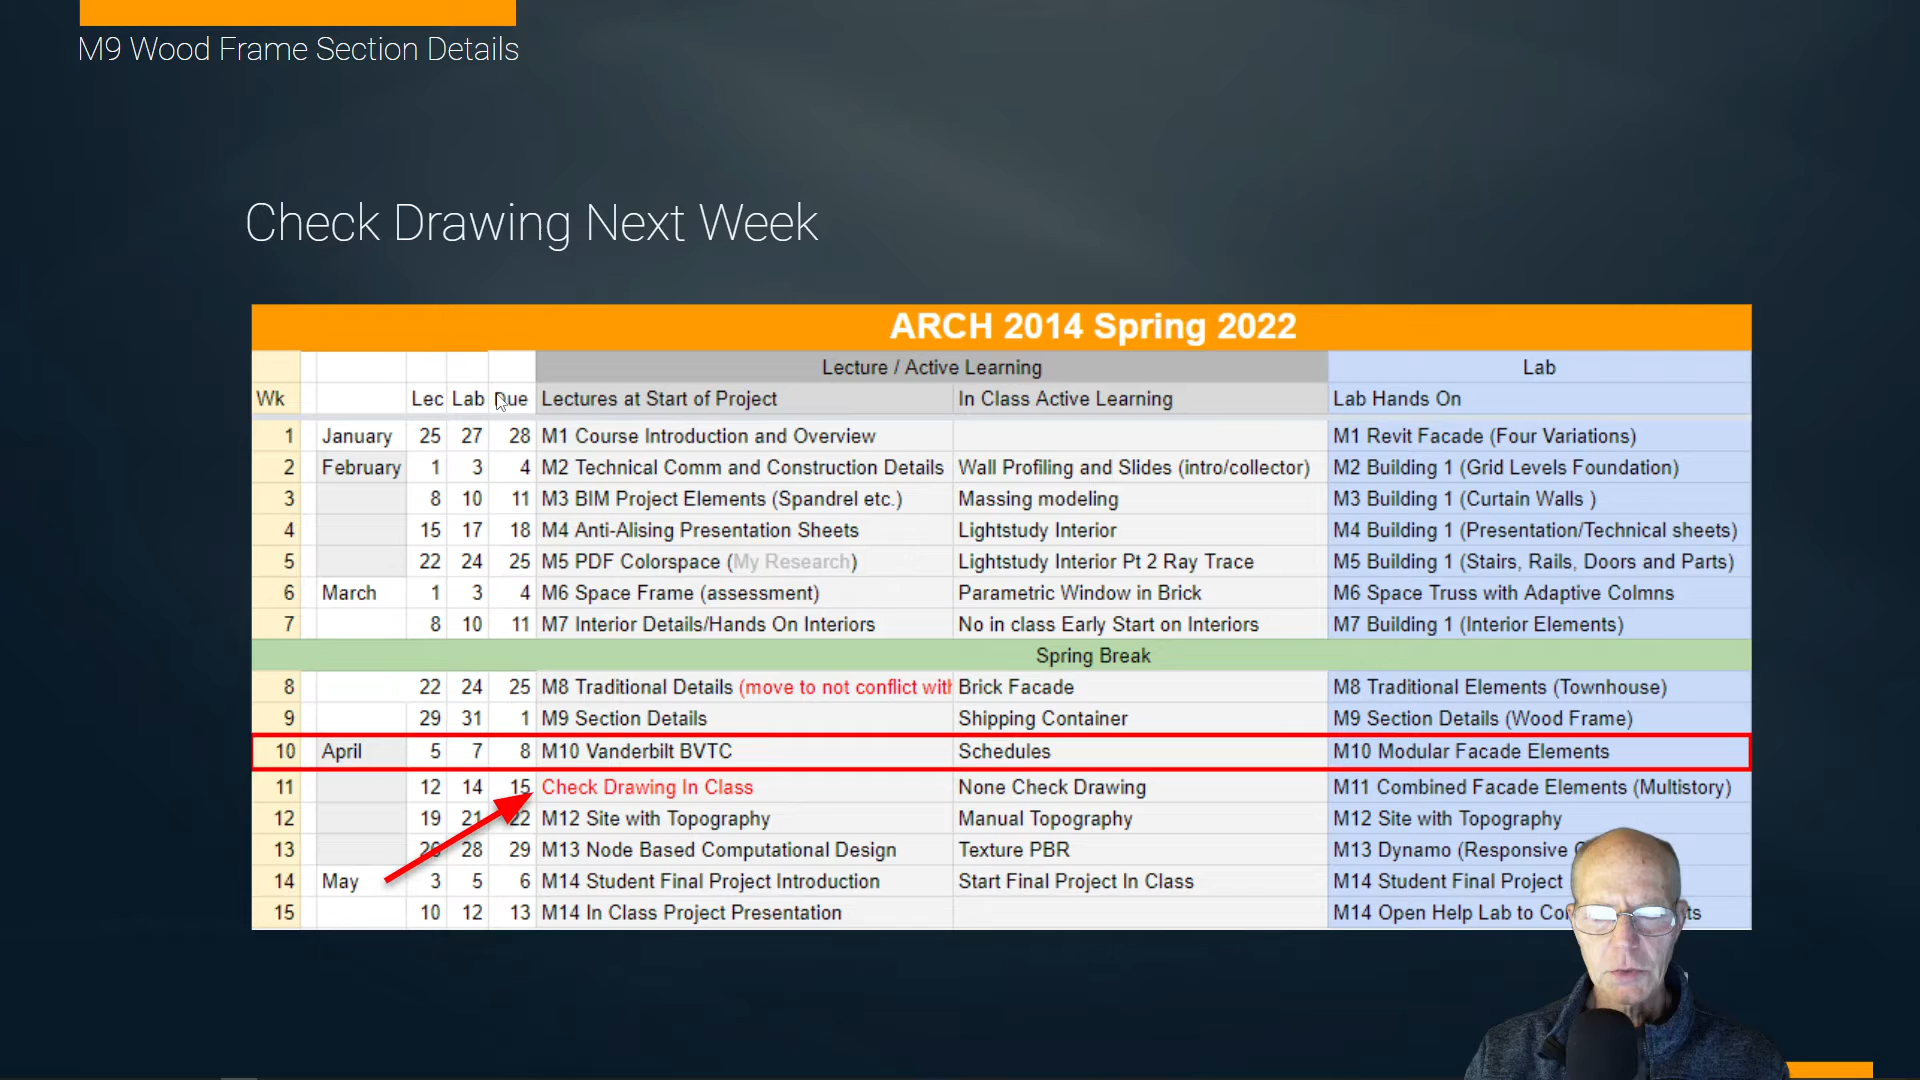 M9 Wood Frame Section Details
Check Drawing Next Week
ARCH 2014 Spring 2022
Lecture / Active Learning Lab
Wk Lec Lab Due Lectures at Start of Project In Class Active Learning Lab Hands On
1 January 25 27 28 M1 Course Introduction and Overview M1 Revit Facade (Four Variations)
2 February 1 3 4 M2 Technical Comm and Construction Details Wall Profiling and Slides (intro/collector) M2 Building 1 (Grid Levels Foundation)
3 8 10 11 M3 BIM Project Elements (Spandrel etc.) Massing modeling M3 Building 1 (Curtain Walls )
4 15 17 18 M4 Anti-Alising Presentation Sheets Lightstudy Interior M4 Building 1 (Presentation/Technical sheets)
5 22 24 25 M5 PDF Colorspace (My Research) Lightstudy Interior Pt 2 Ray Trace M5 Building 1 (Stairs, Rails, Doors and Parts)
6 March 1 3 4 M6 Space Frame (assessment) Parametric Window in Brick M6 Space Truss with Adaptive Colmns
7 8 10 11 M7 Interior Details/Hands On Interiors No in class Early Start on Interiors M7 Building 1 (Interior Elements)
Spring Break
8 22 24 25 M8 Traditional Details (move to not conflict with Brick Facade M8 Traditional Elements (Townhouse)
9 29 31 1 M9 Section Details Shipping Container M9 Section Details (Wood Frame)
10 April 5 7 8 M10 Vanderbilt BVTC Schedules M10 Modular Facade Elements
11 12 14 15 Check Drawing In Class None Check Drawing M11 Combined Facade Elements (Multistory)
12 19 21 22 M12 Site with Topography Manual Topography M12 Site with Topography
13 26 28 29 M13 Node Based Computational Design Texture PBR M13 Dynamo (Responsive
14 May 3 5 6 M14 Student Final Project Introduction Start Final Project In Class M14 Student Final Project
15 10 12 13 M14 In Class Project Presentation M14 Open Help Lab to